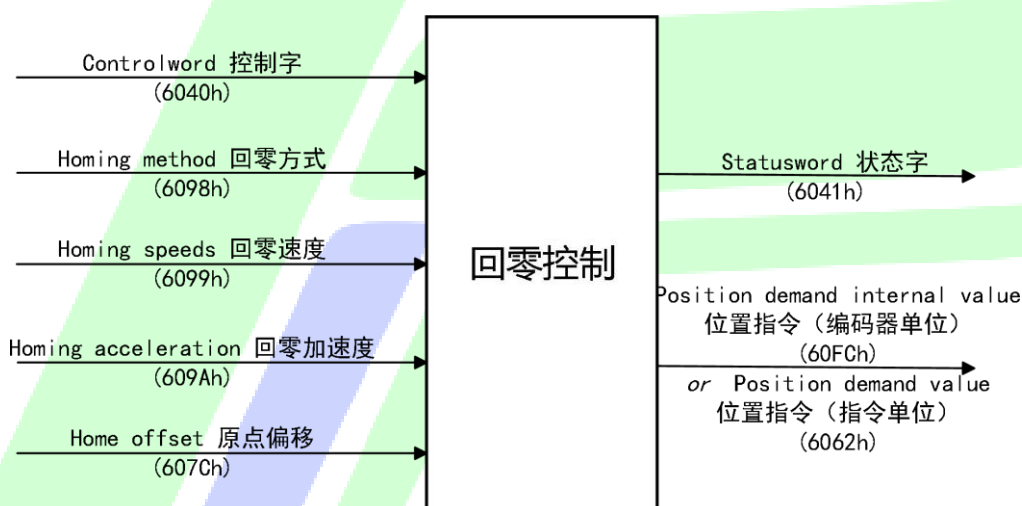 Controlword 控制字
(6040h)
Homing method 回零方式
(6098h)
Homing speeds 回零速度
(6099h)
Homing acceleration 回零加速度
(609Ah)
Home offset 原点偏移
(607Ch)
回零控制
Statusword 状态字
(6041h)
Position demand internal value
位置指令（编码器单位）
(60FCh)
or Position demand value
位置指令（指令单位）
(6062h)